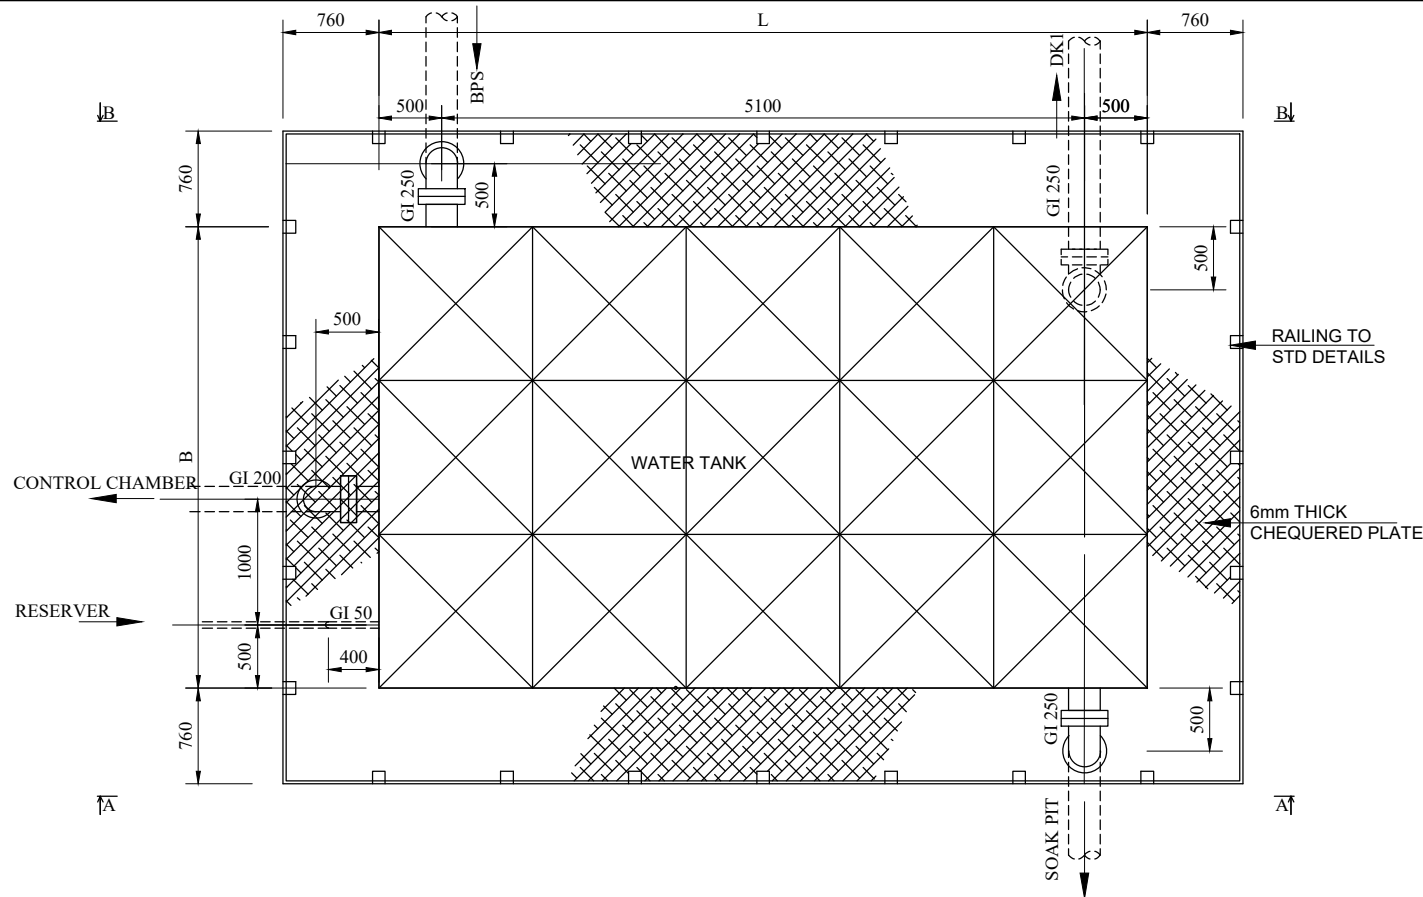 760
L
760
BPS
DK1
500
5100
500
B
B
760
GI 250
500
GI 250
500
500
RAILING TO
STD DETAILS
B
WATER TANK
CONTROL CHAMBER
GI 200
6mm THICK
CHEQUERED PLATE
1000
RESERVER
GI 50
500
400
760
GI 250
500
A
A
SOAK PIT